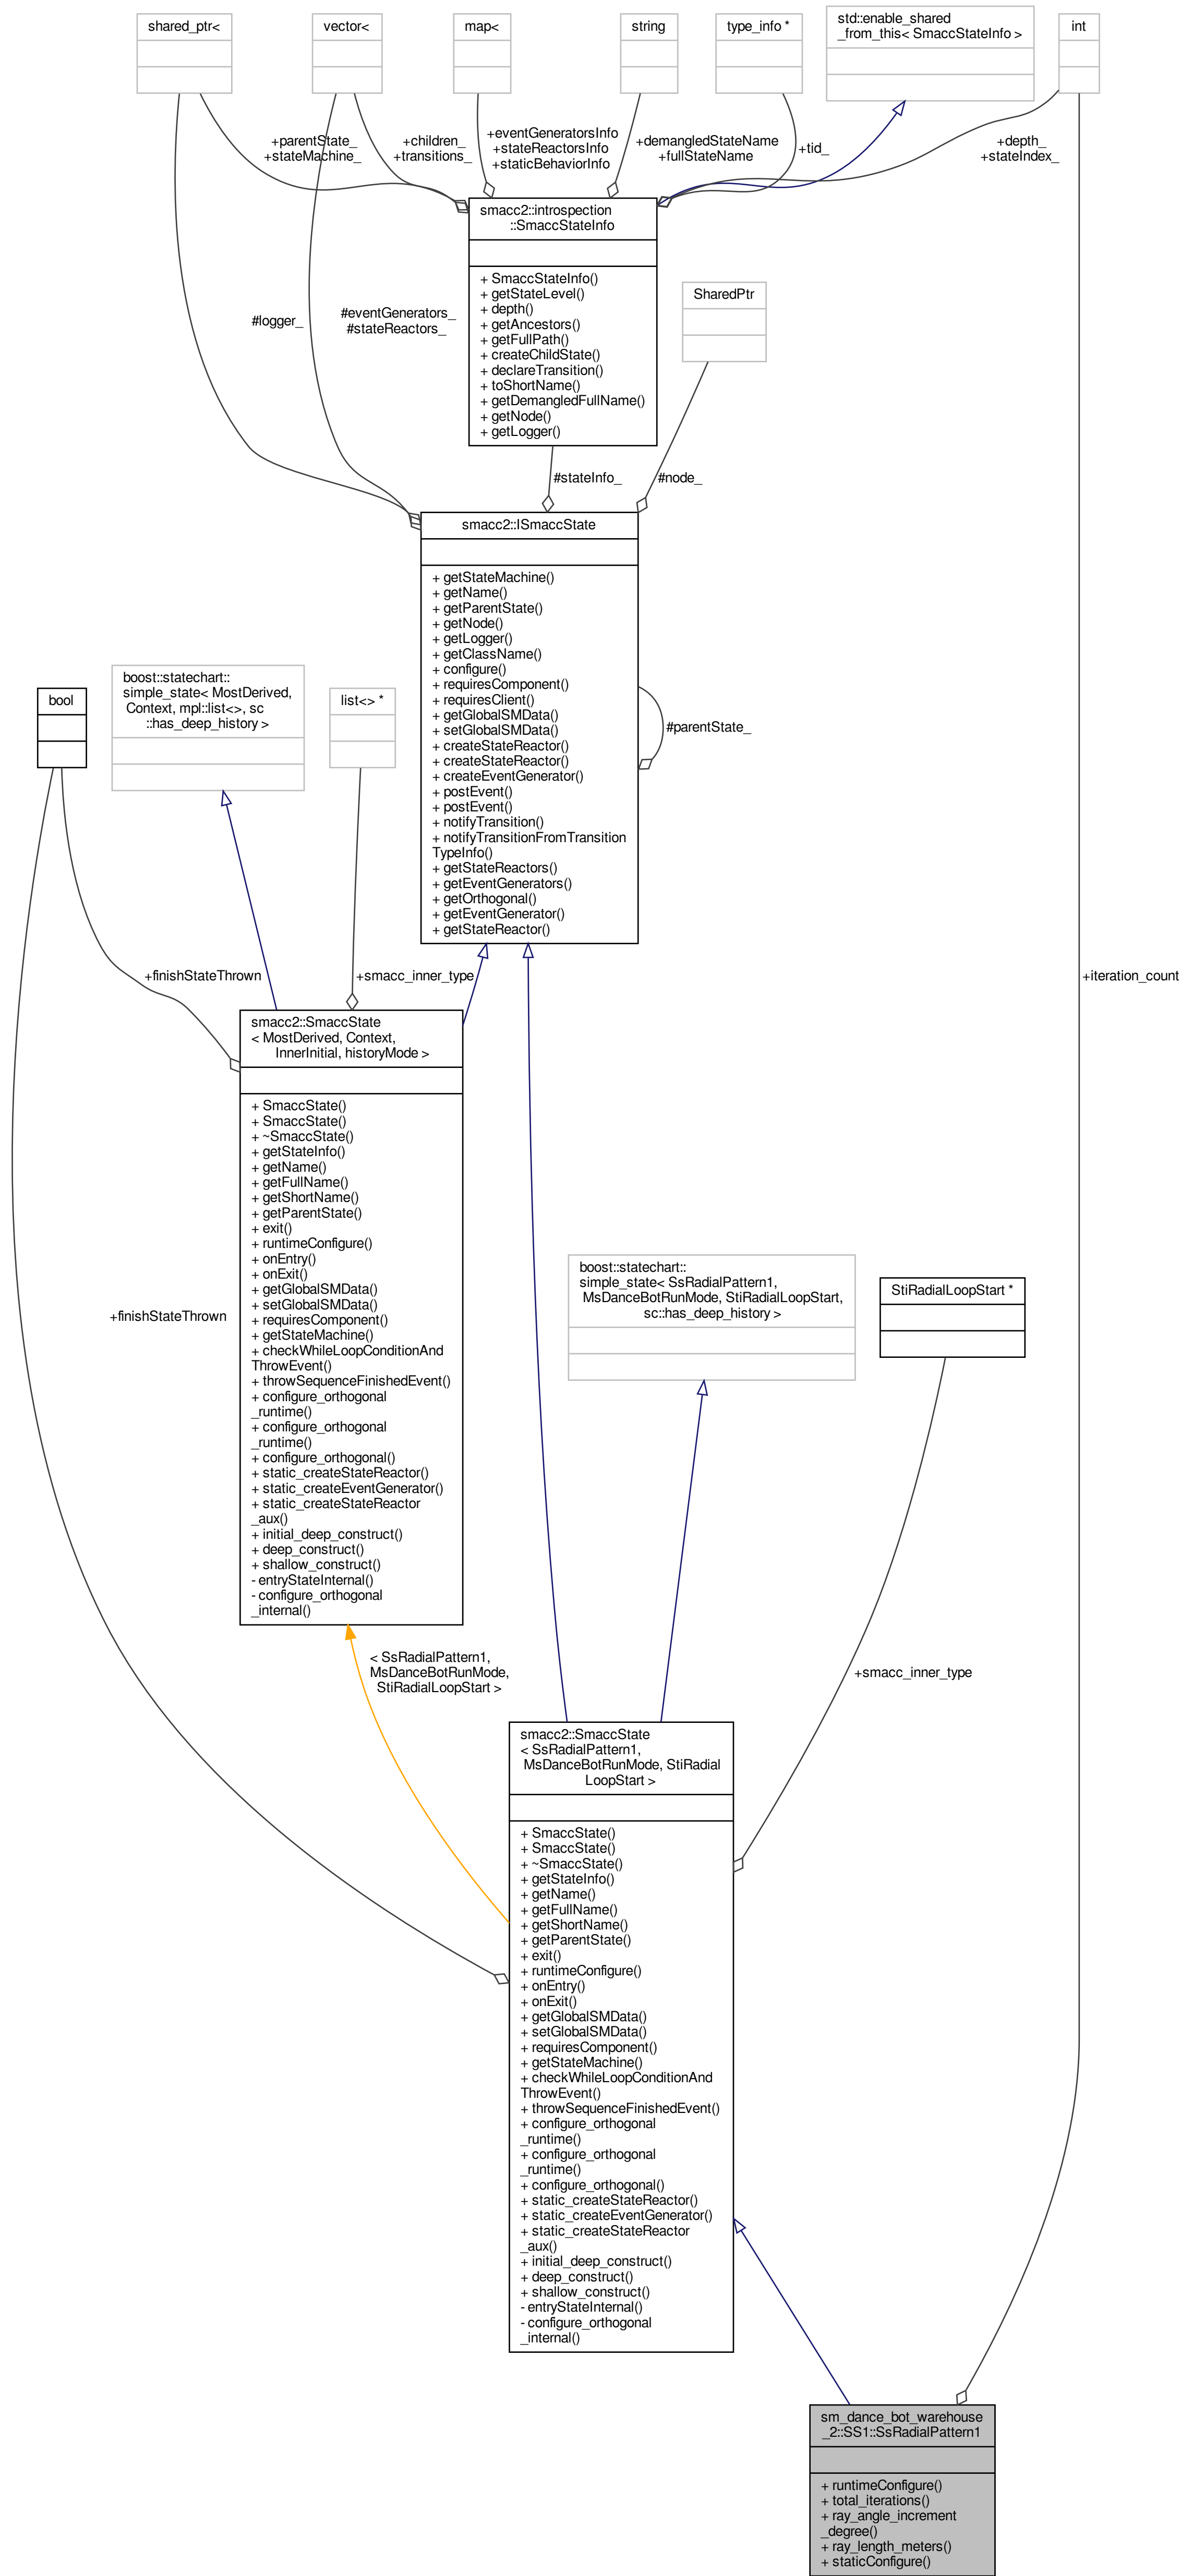 shared_ptr<
vector<
map<
string
type_info *
std::enable_shared
_from_this< SmaccStateInfo >
int
+parentState_
+stateMachine_
+children_
+transitions_
+eventGeneratorsInfo
+stateReactorsInfo
+staticBehaviorInfo
+demangledStateName
+fullStateName
+tid_
+depth_
+stateIndex_
smacc2::introspection
::SmaccStateInfo
+ SmaccStateInfo()
+ getStateLevel()
+ depth()
+ getAncestors()
+ getFullPath()
+ createChildState()
+ declareTransition()
+ toShortName()
+ getDemangledFullName()
+ getNode()
+ getLogger()
SharedPtr
#logger_
#eventGenerators_
#stateReactors_
#stateInfo_
#node_
smacc2::ISmaccState
+ getStateMachine()
+ getName()
+ getParentState()
+ getNode()
+ getLogger()
+ getClassName()
+ configure()
+ requiresComponent()
+ requiresClient()
+ getGlobalSMData()
+ setGlobalSMData()
+ createStateReactor()
+ createStateReactor()
+ createEventGenerator()
+ postEvent()
+ postEvent()
+ notifyTransition()
+ notifyTransitionFromTransition
TypeInfo()
+ getStateReactors()
+ getEventGenerators()
+ getOrthogonal()
+ getEventGenerator()
+ getStateReactor()
#parentState_
bool
boost::statechart::
simple_state< MostDerived,
Context, mpl::list<>, sc
::has_deep_history >
list<> *
+finishStateThrown
+smacc_inner_type
+iteration_count
smacc2::SmaccState
< MostDerived, Context,
InnerInitial, historyMode >
+ SmaccState()
+ SmaccState()
+ ~SmaccState()
+ getStateInfo()
+ getName()
+ getFullName()
+ getShortName()
+ getParentState()
+ exit()
+ runtimeConfigure()
+ onEntry()
+ onExit()
+ getGlobalSMData()
+ setGlobalSMData()
+ requiresComponent()
+ getStateMachine()
+ checkWhileLoopConditionAnd
ThrowEvent()
+ throwSequenceFinishedEvent()
+ configure_orthogonal
_runtime()
+ configure_orthogonal
_runtime()
+ configure_orthogonal()
+ static_createStateReactor()
+ static_createEventGenerator()
+ static_createStateReactor
_aux()
+ initial_deep_construct()
+ deep_construct()
+ shallow_construct()
- entryStateInternal()
- configure_orthogonal
_internal()
+finishStateThrown
boost::statechart::
simple_state< SsRadialPattern1,
MsDanceBotRunMode, StiRadialLoopStart,
sc::has_deep_history >
StiRadialLoopStart *
< SsRadialPattern1,
MsDanceBotRunMode,
StiRadialLoopStart >
+smacc_inner_type
smacc2::SmaccState
< SsRadialPattern1,
MsDanceBotRunMode, StiRadial
LoopStart >
+ SmaccState()
+ SmaccState()
+ ~SmaccState()
+ getStateInfo()
+ getName()
+ getFullName()
+ getShortName()
+ getParentState()
+ exit()
+ runtimeConfigure()
+ onEntry()
+ onExit()
+ getGlobalSMData()
+ setGlobalSMData()
+ requiresComponent()
+ getStateMachine()
+ checkWhileLoopConditionAnd
ThrowEvent()
+ throwSequenceFinishedEvent()
+ configure_orthogonal
_runtime()
+ configure_orthogonal
_runtime()
+ configure_orthogonal()
+ static_createStateReactor()
+ static_createEventGenerator()
+ static_createStateReactor
_aux()
+ initial_deep_construct()
+ deep_construct()
+ shallow_construct()
- entryStateInternal()
- configure_orthogonal
_internal()
sm_dance_bot_warehouse
_2::SS1::SsRadialPattern1
+ runtimeConfigure()
+ total_iterations()
+ ray_angle_increment
_degree()
+ ray_length_meters()
+ staticConfigure()